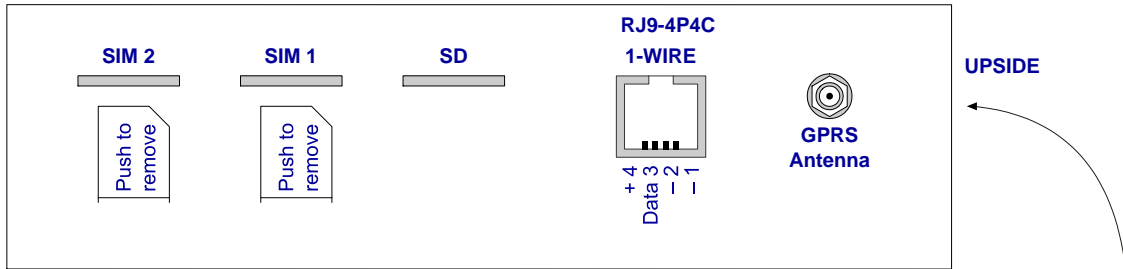 RJ9-4P4C
SIM 2
SIM 1
SD
1-WIRE
UPSIDE
Push to
remove
Push to
remove
GPRS
Antenna
+ 4
Data 3
– 2
– 1